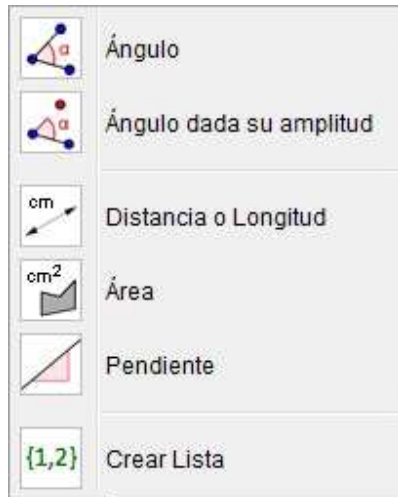 α Ángulo
α Ángulo dada su amplitud
cm Distancia o Longitud
cm² Área
Pendiente
{1,2} Crear Lista